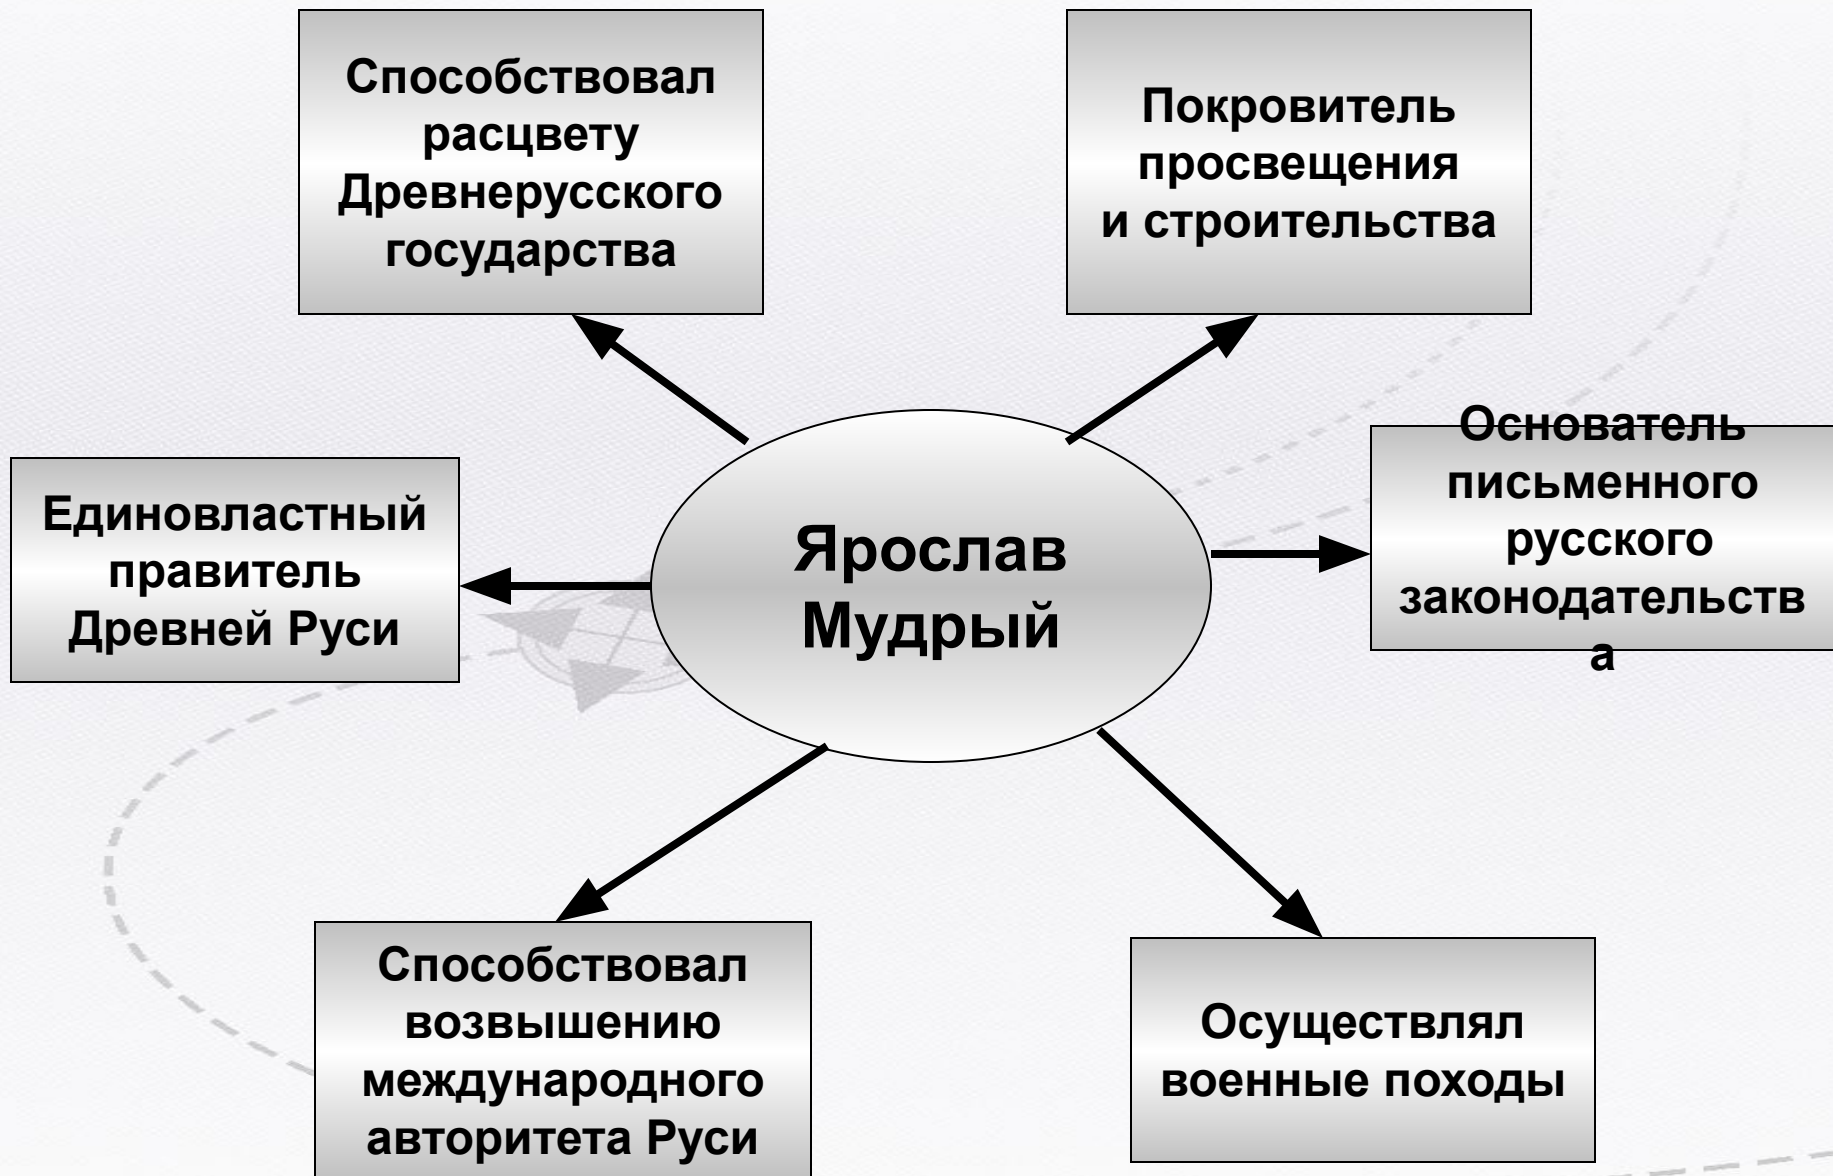 Способствовал
расцвету
Древнерусского
государства
Покровитель
просвещения
и строительства
Единовластный
правитель
Древней Руси
Ярослав
Мудрый
Основатель
письменного
русского
законодательств
а
Способствовал
возвышению
международного
авторитета Руси
Осуществлял
военные походы